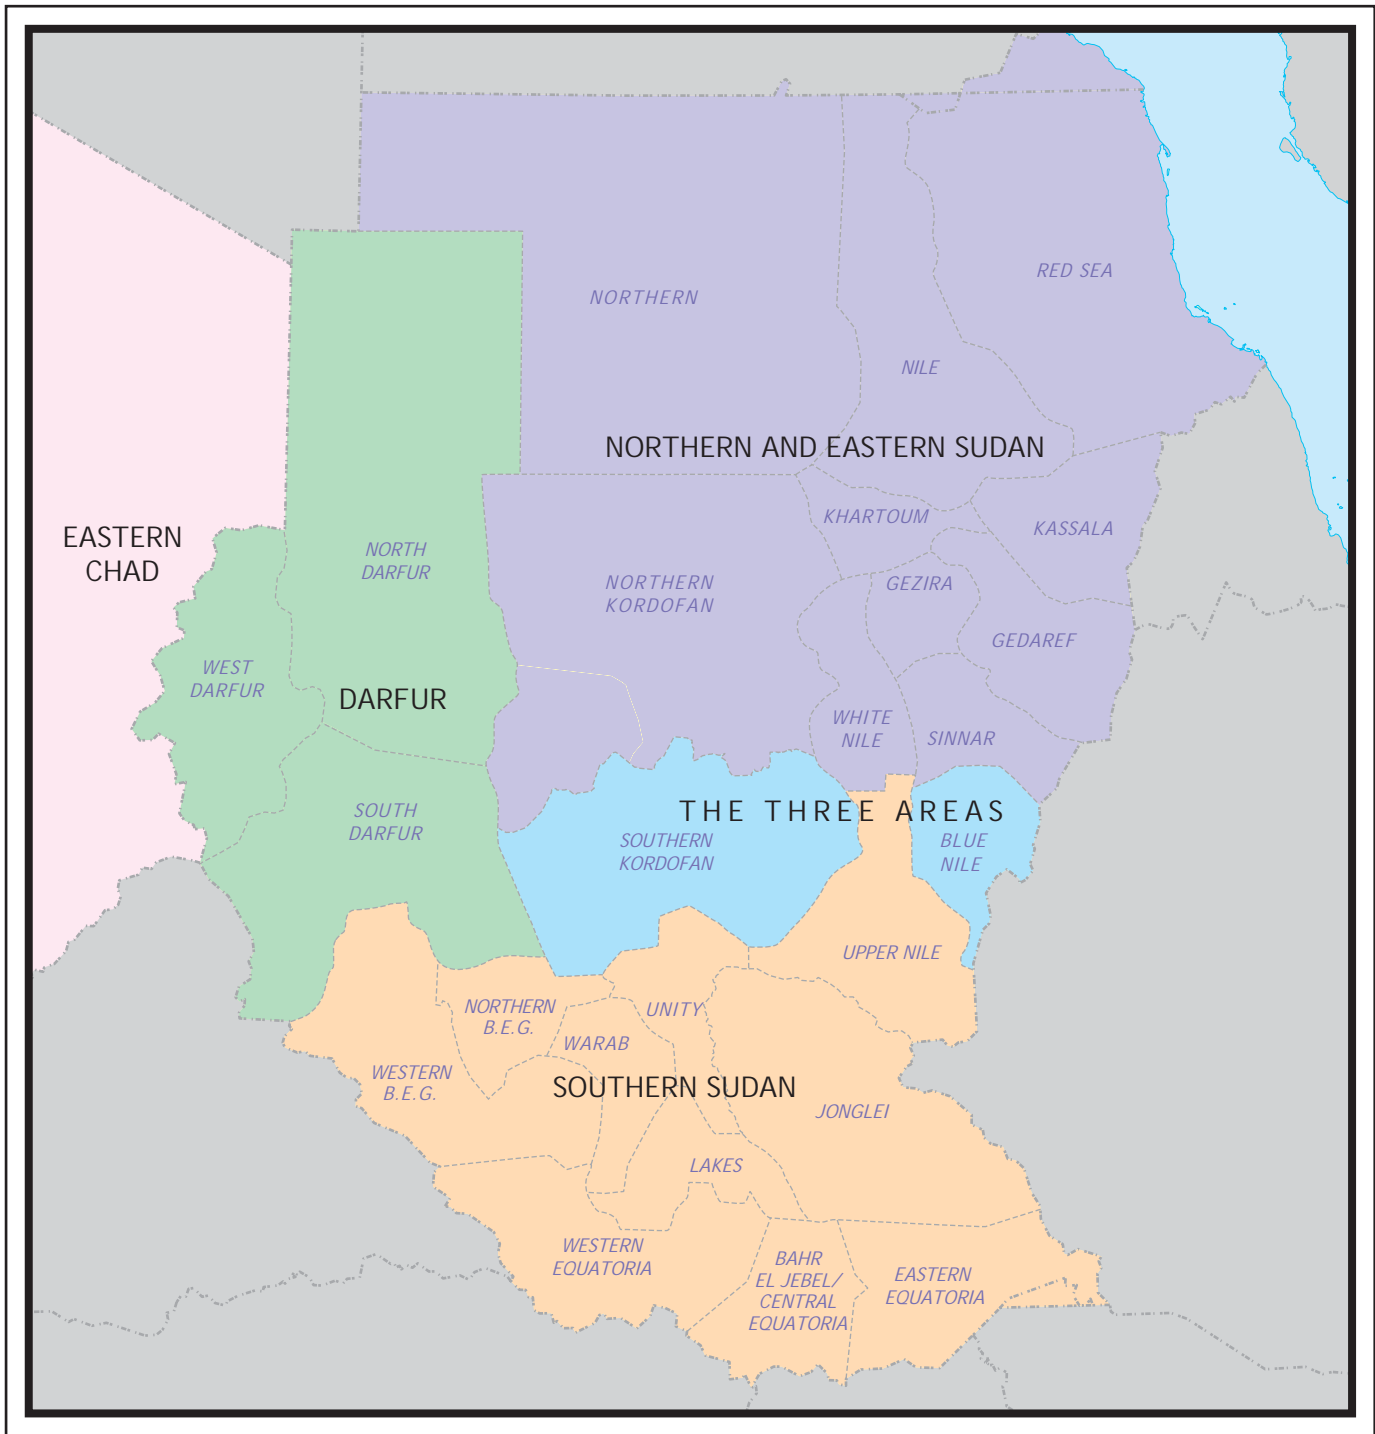 RED SEA
NORTHERN
NILE
NORTHERN AND EASTERN SUDAN
KHARTOUM
KASSALA
EASTERN
CHAD
NORTH
DARFUR
NORTHERN
KORDOFAN
GEZIRA
GEDAREF
WEST
DARFUR
DARFUR
WHITE
NILE
SINNAR
THE THREE AREAS
SOUTH
DARFUR
SOUTHERN
KORDOFAN
BLUE
NILE
UPPER NILE
NORTHERN
B.E.G.
UNITY
WARAB
WESTERN
B.E.G.
SOUTHERN SUDAN
JONGLEI
LAKES
WESTERN
EQUATORIA
BAHR
EL JEBEL/
CENTRAL
EQUATORIA
EASTERN
EQUATORIA